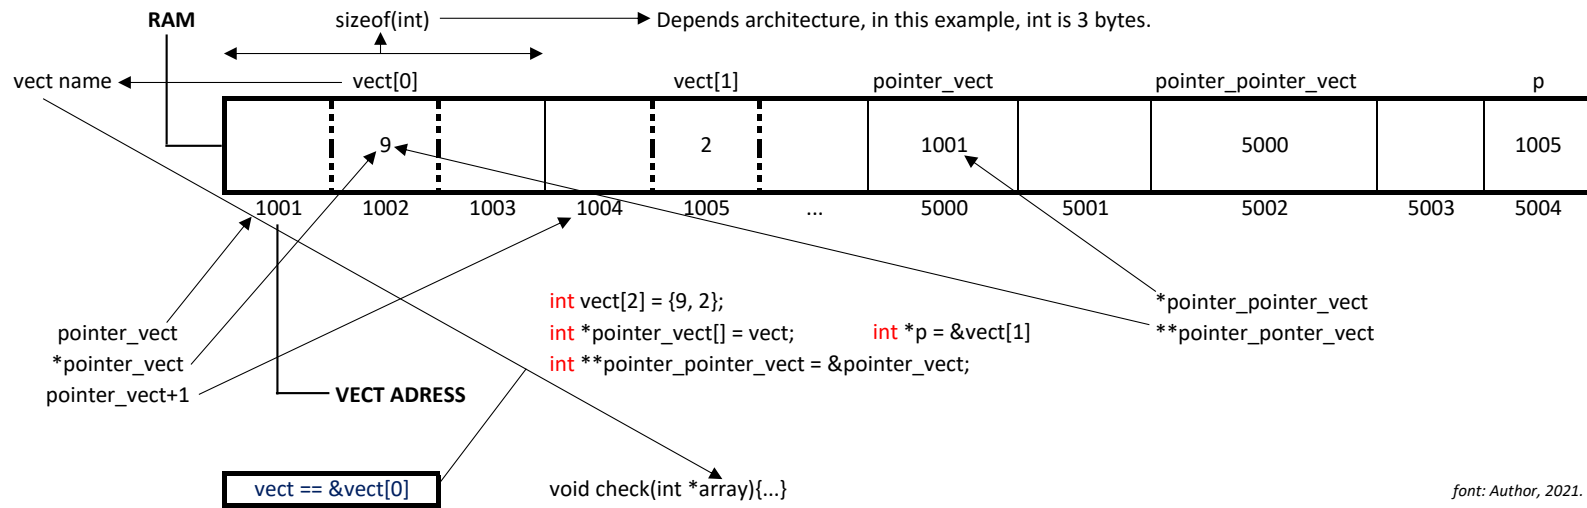 RAM
sizeof(int)
Depends architecture, in this example, int is 3 bytes.
vect name
vect[0]
vect[1]
pointer_vect
pointer_pointer_vect
p
9
2
1001
5000
1005
1001
1002
1003
1004
1005
...
5000
5001
5002
5003
5004
pointer_vect
*pointer_vect
pointer_vect+1
VECT ADRESS
int vect[2] = {9, 2};
int *pointer_vect[] = vect;
int *p = &vect[1]
int **pointer_pointer_vect = &pointer_vect;
*pointer_pointer_vect
**pointer_ponter_vect
vect == &vect[0]
void check(int *array){...}
font: Author, 2021.